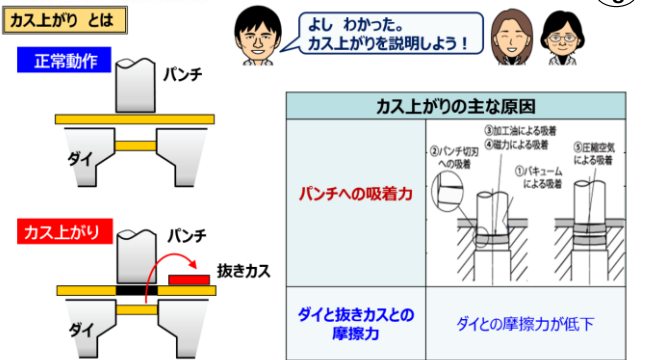 カス上がり とは
よし わかった。
カス上がりを説明しよう！
正常動作
パンチ
ダイ
カス上がり
パンチ
抜きカス
ダイ
カス上がりの主な原因
パンチへの吸着力
③加工油による吸着
④磁力による吸着
②パンチ切刃
への吸着
①バキューム
による吸着
⑤圧縮空気
による吸着
ダイと抜きカスとの
摩擦力
ダイとの摩擦力が低下